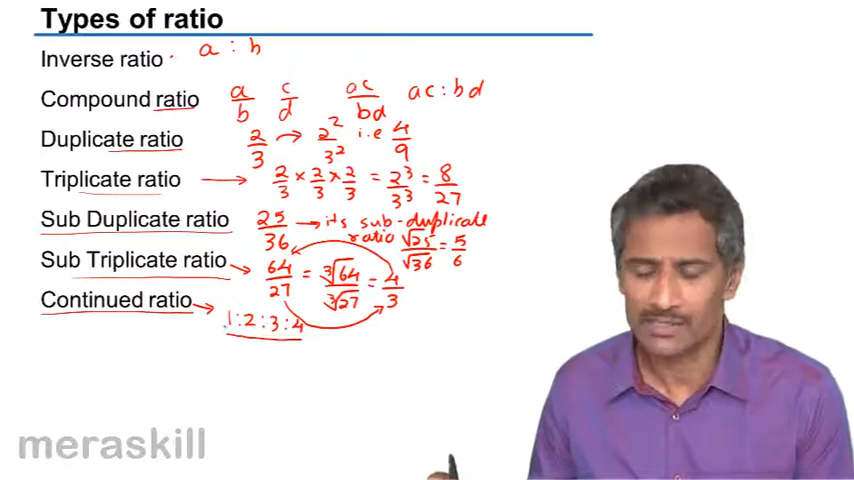 Types of ratio
Inverse ratio a : b
Compound ratio a/b c/d ac/bd ac : bd
Duplicate ratio 2/3 → 2²/3² i.e 4/9
Triplicate ratio → 2/3 × 2/3 × 2/3 = 2³/3³ = 8/27
Sub Duplicate ratio 25/36 → its sub-duplicate ratio √25/√36 = 5/6
Sub Triplicate ratio → 64/27 = ∛64/∛27 = 4/3
Continued ratio →
1:2:3:4
meraskill